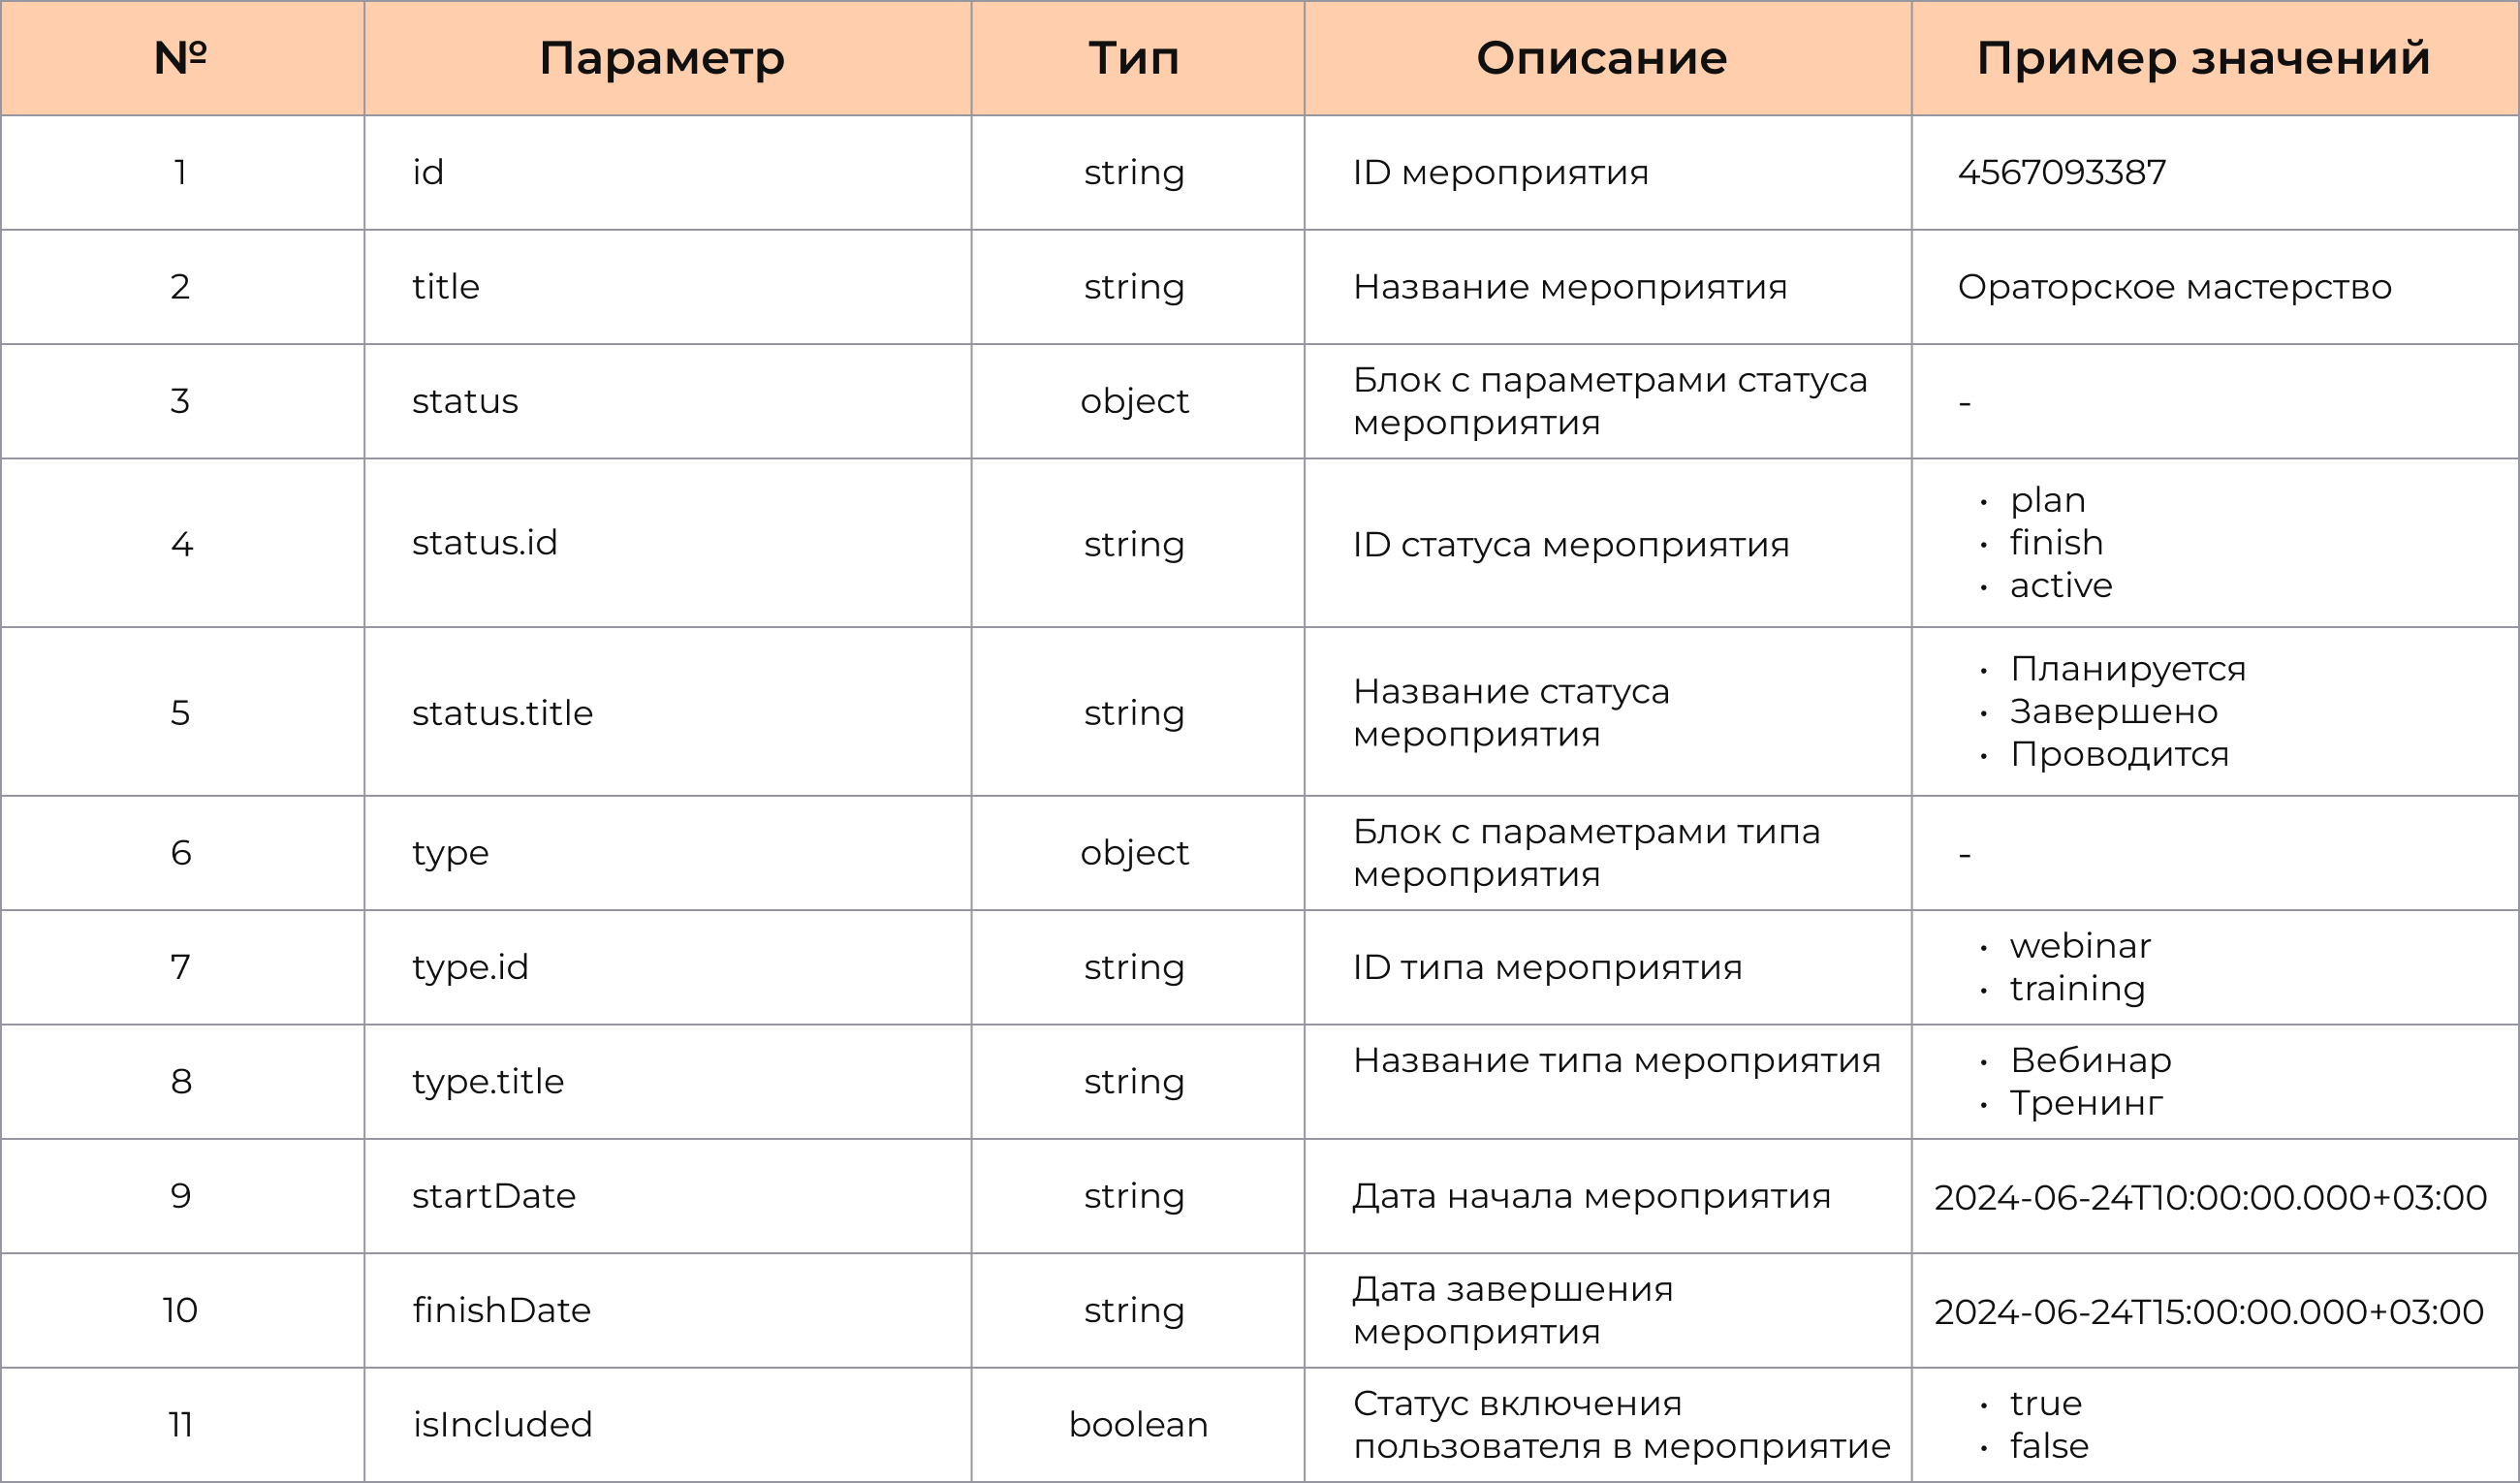 № Параметр Тип Описание Пример значений
1 id string ID мероприятия 4567093387
2 title string Название мероприятия Ораторское мастерство
3 status object Блок с параметрами статуса
мероприятия -
4 status.id string ID статуса мероприятия • plan
• finish
• active
5 status.title string Название статуса
мероприятия • Планируется
• Завершено
• Проводится
6 type object Блок с параметрами типа
мероприятия -
7 type.id string ID типа мероприятия • webinar
• training
8 type.title string Название типа мероприятия • Вебинар
• Тренинг
9 startDate string Дата начала мероприятия 2024-06-24T10:00:00.000+03:00
10 finishDate string Дата завершения
мероприятия 2024-06-24T15:00:00.000+03:00
11 isIncluded boolean Статус включения
пользователя в мероприятие • true
• false